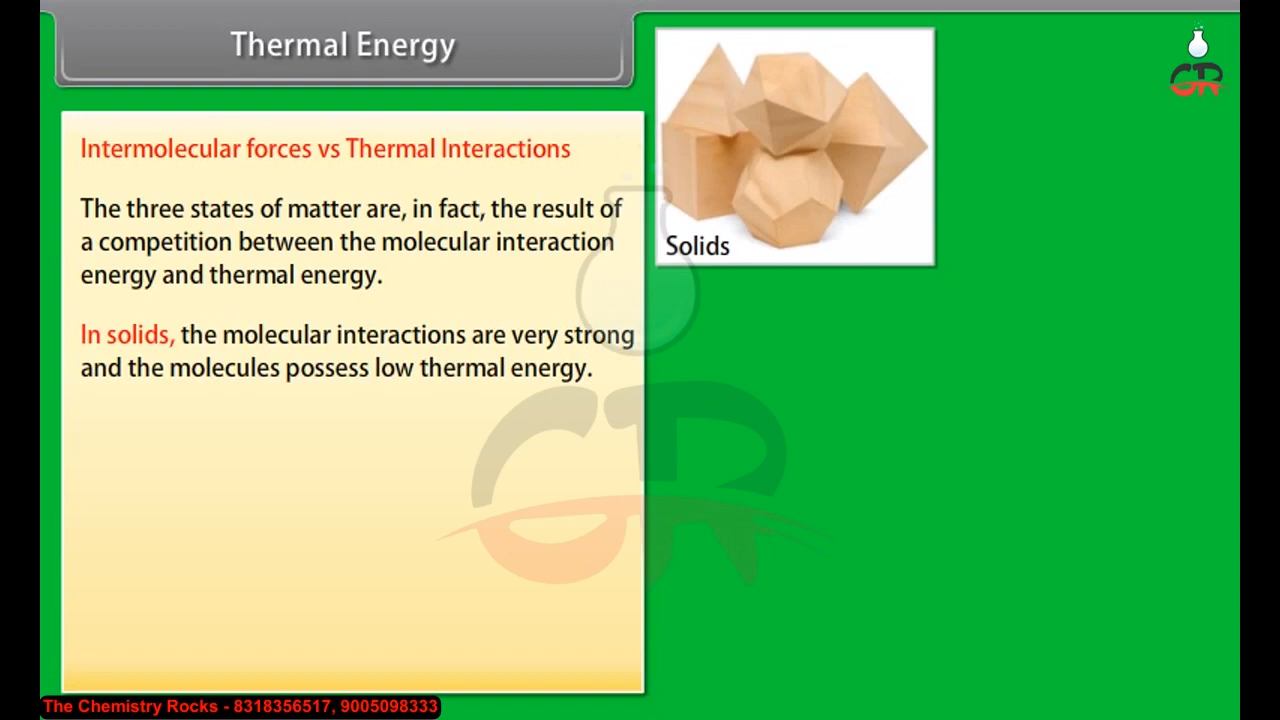 Thermal Energy
Intermolecular forces vs Thermal Interactions
The three states of matter are, in fact, the result of
a competition between the molecular interaction
energy and thermal energy.
In solids, the molecular interactions are very strong
and the molecules possess low thermal energy.
Solids
The Chemistry Rocks - 8318356517, 9005098333